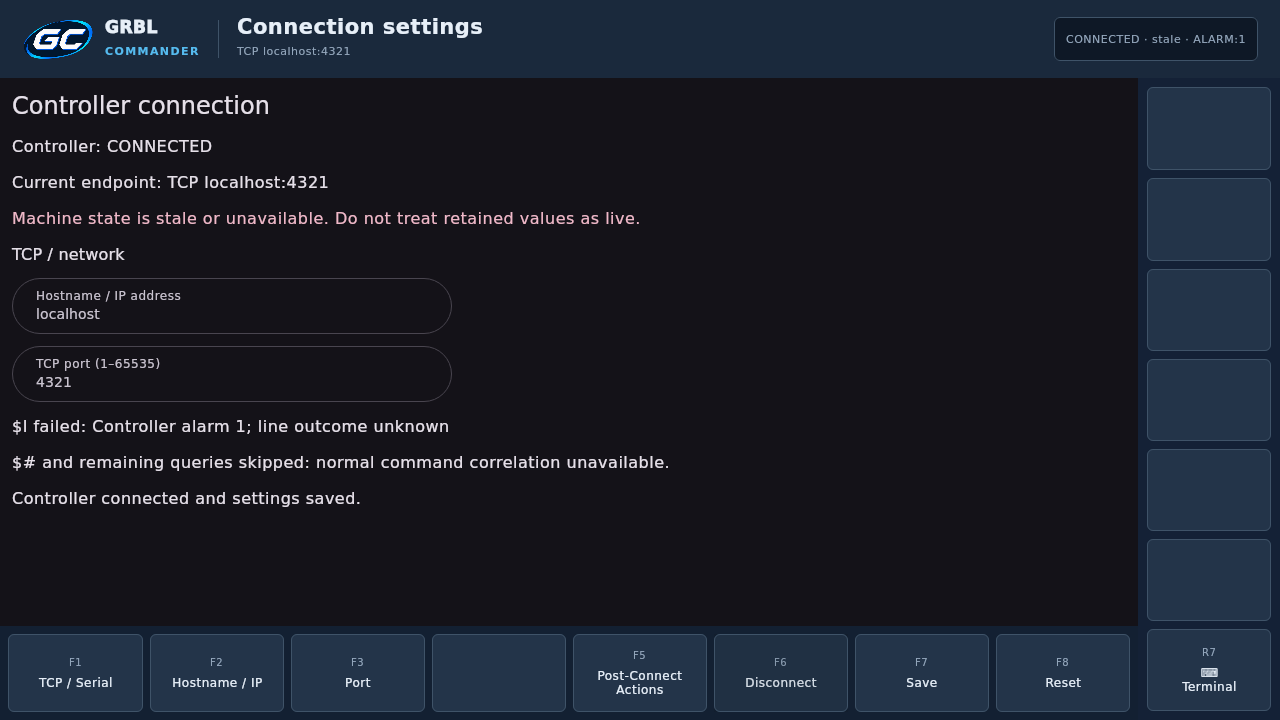 GC
GRBL
COMMANDER
Connection settings
TCP localhost:4321
CONNECTED · stale · ALARM:1
Controller connection
Controller: CONNECTED
Current endpoint: TCP localhost:4321
Machine state is stale or unavailable. Do not treat retained values as live.
TCP / network
Hostname / IP address
localhost
TCP port (1–65535)
4321
$I failed: Controller alarm 1; line outcome unknown
$# and remaining queries skipped: normal command correlation unavailable.
Controller connected and settings saved.
F1
TCP / Serial
F2
Hostname / IP
F3
Port
F5
Post-Connect
Actions
F6
Disconnect
F7
Save
F8
Reset
R7
⌨
Terminal